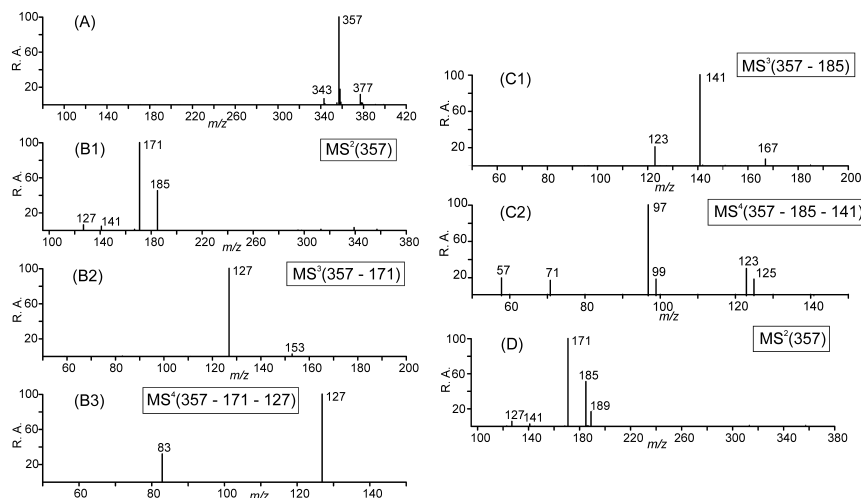 (A)
R. A.
100
60
20
357
343
377
100 140 180 220 260 300 340 380 420
m/z
(B1)
MS²(357)
R. A.
100
60
20
171
185
127
141
100 140 180 220 260 300 340 380
m/z
(B2)
MS³(357 - 171)
R. A.
100
60
20
127
153
60 80 100 120 140 160 180 200
m/z
(B3)
MS⁴(357 - 171 - 127)
R. A.
100
60
20
127
83
60 80 100 120 140
m/z
(C1)
MS³(357 - 185)
R. A.
100
60
20
141
123
167
60 80 100 120 140 160 180 200
m/z
(C2)
MS⁴(357 - 185 - 141)
R. A.
100
60
20
97
57
71
99
123
125
60 80 100 120 140
m/z
(D)
MS²(357)
R. A.
100
60
20
171
185
189
127
141
100 140 180 220 260 300 340 380
m/z